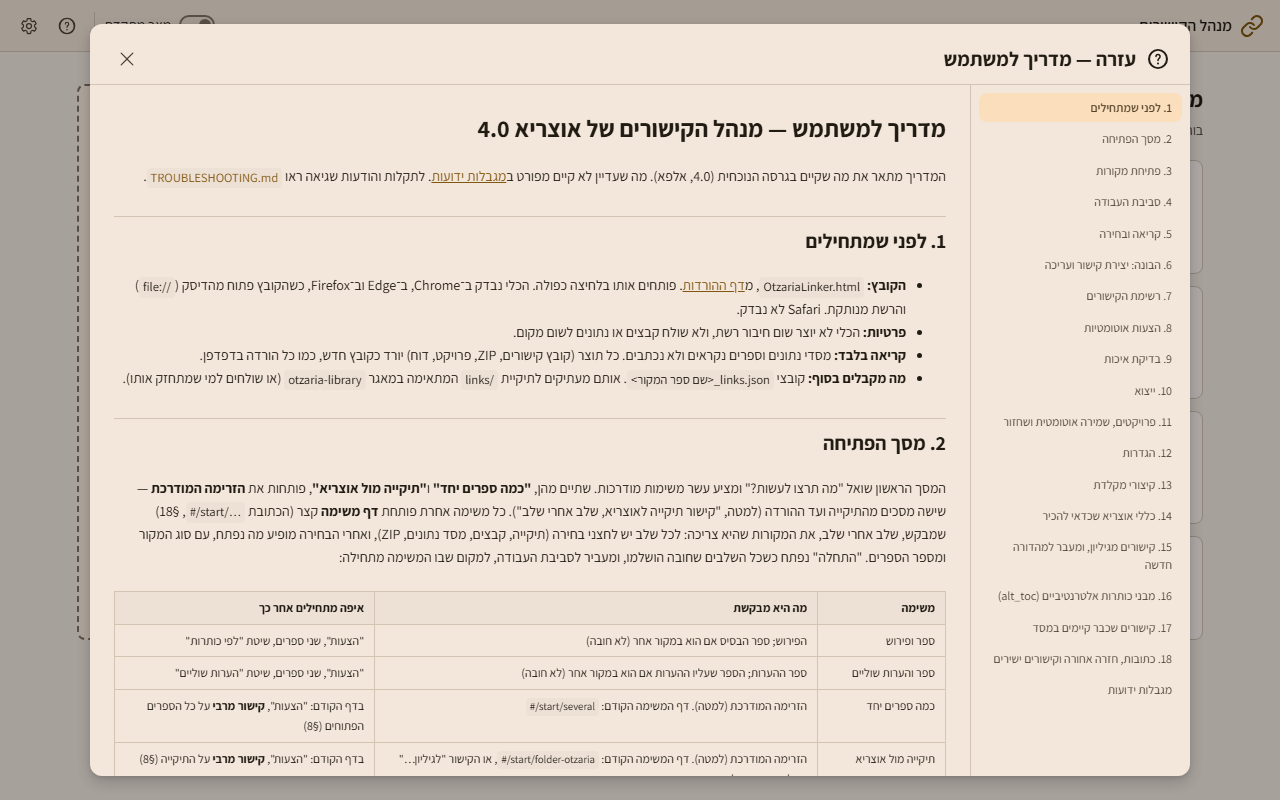 מנהל הקישורים
מצב מתקדם
עזרה — מדריך למשתמש
1. לפני שמתחילים
2. מסך הפתיחה
3. פתיחת מקורות
4. סביבת העבודה
5. קריאה ובחירה
6. הבונה: יצירת קישור ועריכה
7. רשימת הקישורים
8. הצעות אוטומטיות
9. בדיקת איכות
10. ייצוא
11. פרויקטים, שמירה אוטומטית ושחזור
12. הגדרות
13. קיצורי מקלדת
14. כללי אוצריא שכדאי להכיר
15. קישורים מגיליון, ומעבר למהדורה
חדשה
16. מבני כותרות אלטרנטיביים (alt_toc)
17. קישורים שכבר קיימים במסד
18. כתובות, חזרה אחורה וקישורים ישירים
מגבלות ידועות
מדריך למשתמש — מנהל הקישורים של אוצריא 4.0
המדריך מתאר את מה שקיים בגרסה הנוכחית (4.0, אלפא). מה שעדיין לא קיים מפורט במגבלות ידועות. לתקלות והודעות שגיאה ראו TROUBLESHOOTING.md.
1. לפני שמתחילים
הקובץ: OtzariaLinker.html, מדף ההורדות. פותחים אותו בלחיצה כפולה. הכלי נבדק ב־Chrome, ב־Edge וב־Firefox, כשהקובץ פתוח מהדיסק (file://)
והרשת מנותקת. Safari לא נבדק.
פרטיות: הכלי לא יוצר שום חיבור רשת, ולא שולח קבצים או נתונים לשום מקום.
קריאה בלבד: מסדי נתונים וספרים נקראים ולא נכתבים. כל תוצר (קובץ קישורים, ZIP, פרויקט, דוח) יורד כקובץ חדש, כמו כל הורדה בדפדפן.
מה מקבלים בסוף: קובצי <שם ספר המקור>_links.json. אותם מעתיקים לתיקיית links/ המתאימה במאגר otzaria-library (או שולחים למי שמתחזק אותו).
2. מסך הפתיחה
המסך הראשון שואל "מה תרצו לעשות?" ומציע עשר משימות מודרכות. שתיים מהן, "כמה ספרים יחד" ו"תיקייה מול אוצריא", פותחות את הזרימה המודרכת —
שישה מסכים מהתיקייה ועד ההורדה (למטה, "קישור תיקייה לאוצריא, שלב אחרי שלב"). כל משימה אחרת פותחת דף משימה קצר (הכתובת #/start/…, §18)
שמבקש, שלב אחרי שלב, את המקורות שהיא צריכה: לכל שלב יש לחצני בחירה (תיקייה, קבצים, מסד נתונים, ZIP), ואחרי הבחירה מופיע מה נפתח, עם סוג המקור
ומספר הספרים. "התחלה" נפתח כשכל השלבים שחובה הושלמו, ומעביר לסביבת העבודה, למקום שבו המשימה מתחילה:
משימה	מה היא מבקשת	איפה מתחילים אחר כך
ספר ופירוש	הפירוש; ספר הבסיס אם הוא במקור אחר (לא חובה)	"הצעות", שני ספרים, שיטת "לפי כותרות"
ספר והערות שוליים	ספר ההערות; הספר שעליו ההערות אם הוא במקור אחר (לא חובה)	"הצעות", שני ספרים, שיטת "הערות שוליים"
כמה ספרים יחד	הזרימה המודרכת (למטה). דף המשימה הקודם: #/start/several	בדף הקודם: "הצעות", קישור מרבי על כל הספרים
הפתוחים (§8)
תיקייה מול אוצריא	הזרימה המודרכת (למטה). דף המשימה הקודם: #/start/folder-otzaria, או הקישור "לגיליון…"	בדף הקודם: "הצעות", קישור מרבי על התיקייה (§8)